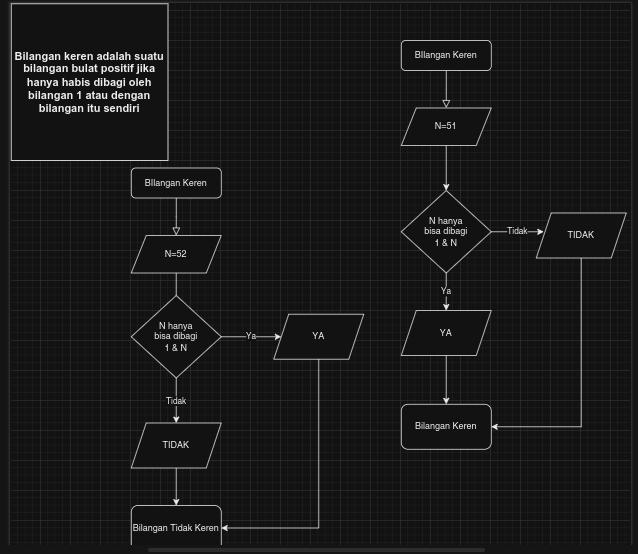 Bilangan keren adalah suatu
bilangan bulat positif jika
hanya habis dibagi oleh
bilangan 1 atau dengan
bilangan itu sendiri
BIlangan Keren
N=52
N hanya
bisa dibagi
1 & N
Ya
YA
Tidak
TIDAK
Bilangan Tidak Keren
BIlangan Keren
N=51
N hanya
bisa dibagi
1 & N
Tidak
TIDAK
Ya
YA
Bilangan Keren